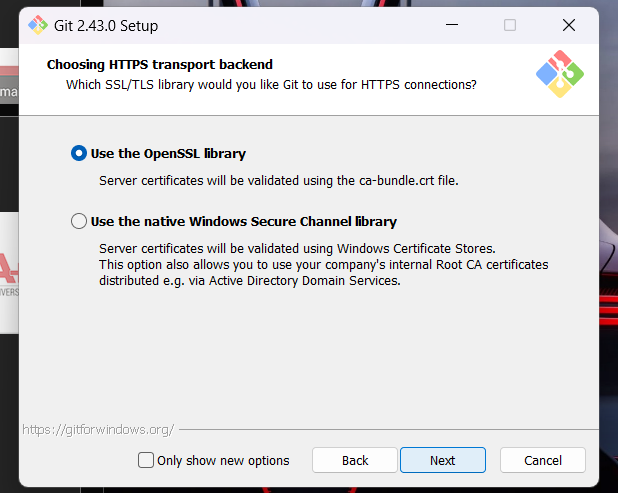 Git 2.43.0 Setup
Choosing HTTPS transport backend
Which SSL/TLS library would you like Git to use for HTTPS connections?
Use the OpenSSL library
Server certificates will be validated using the ca-bundle.crt file.
Use the native Windows Secure Channel library
Server certificates will be validated using Windows Certificate Stores.
This option also allows you to use your company's internal Root CA certificates
distributed e.g. via Active Directory Domain Services.
https://gitforwindows.org/
Only show new options
Back
Next
Cancel